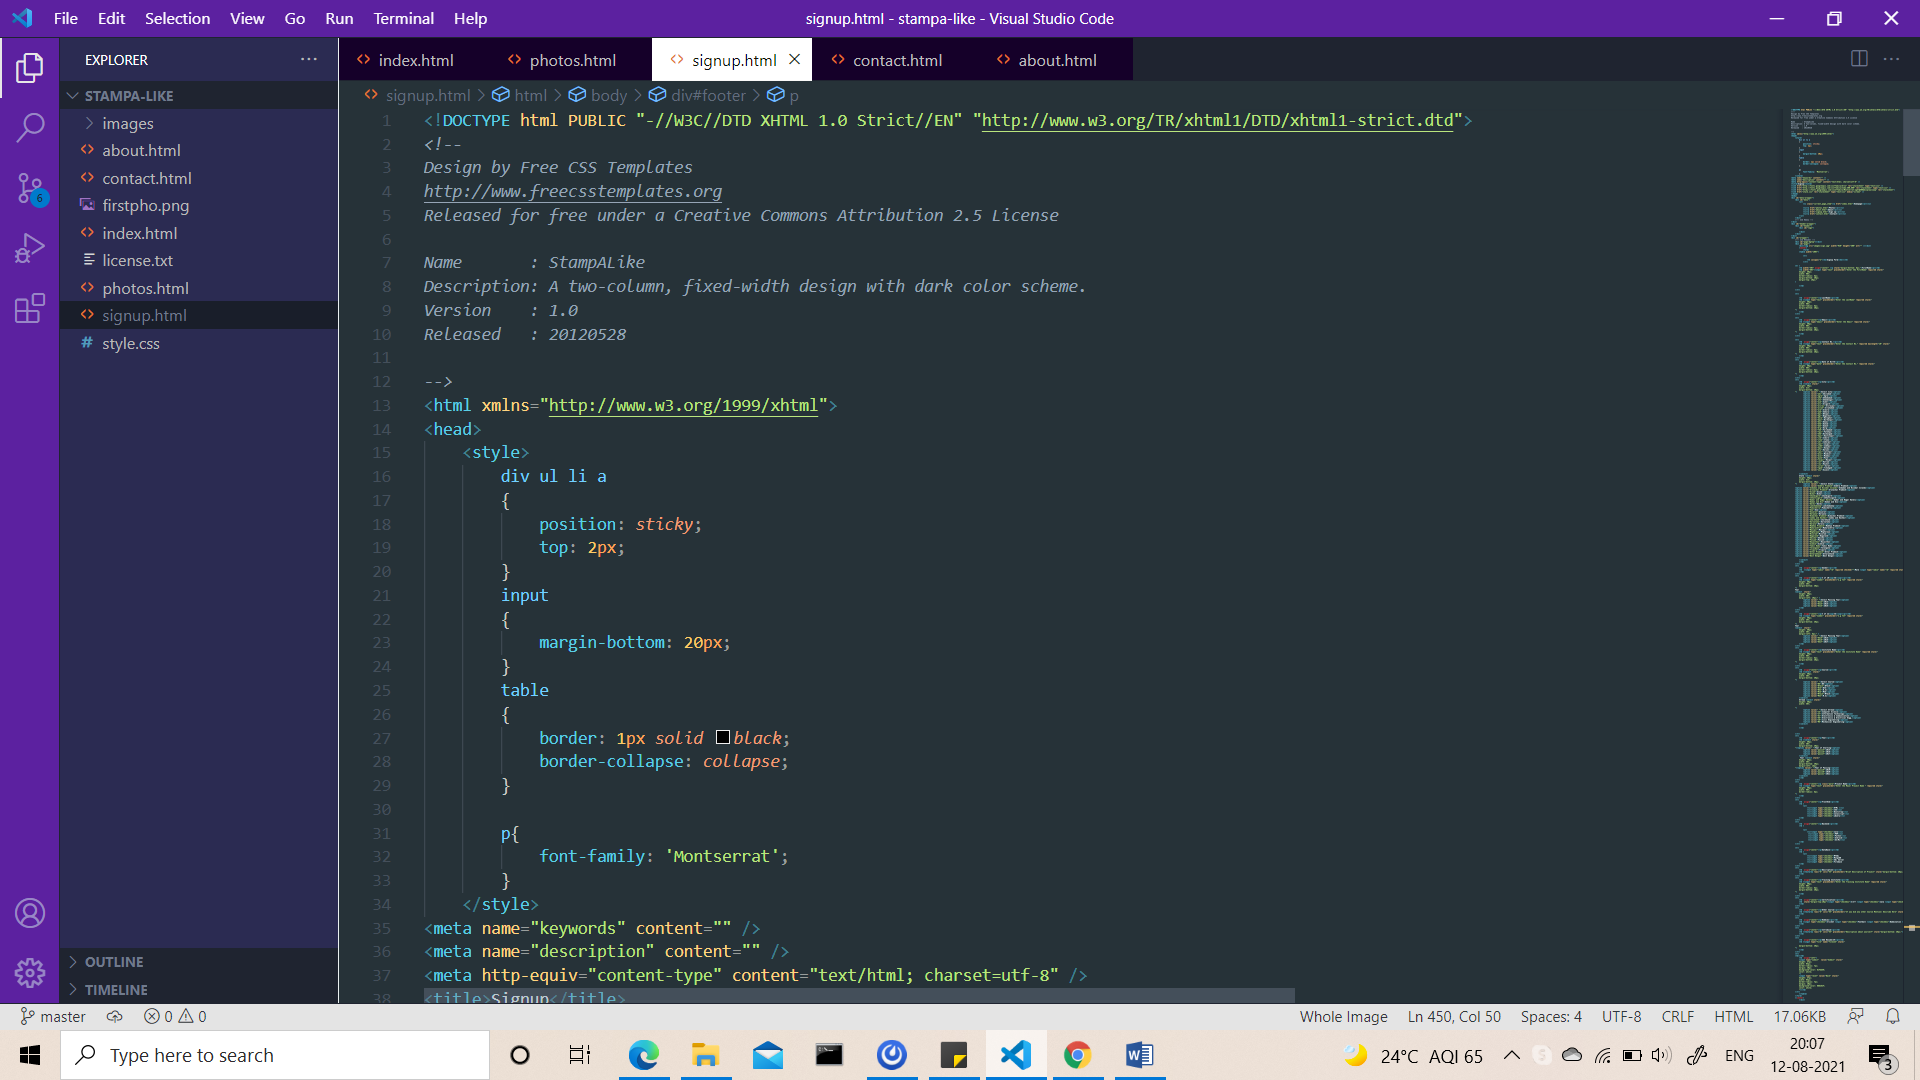 File Edit Selection View Go Run Terminal Help
signup.html - stampa-like - Visual Studio Code
EXPLORER
index.html
photos.html
signup.html
contact.html
about.html
STAMPA-LIKE
images
about.html
contact.html
firstpho.png
index.html
license.txt
photos.html
signup.html
style.css
OUTLINE
TIMELINE
6
signup.html > html > body > div#footer > p
1 <!DOCTYPE html PUBLIC "-//W3C//DTD XHTML 1.0 Strict//EN" "http://www.w3.org/TR/xhtml1/DTD/xhtml1-strict.dtd">
2 <!--
3 Design by Free CSS Templates
4 http://www.freecsstemplates.org
5 Released for free under a Creative Commons Attribution 2.5 License
6
7 Name : StampALike
8 Description: A two-column, fixed-width design with dark color scheme.
9 Version : 1.0
10 Released : 20120528
11
12 -->
13 <html xmlns="http://www.w3.org/1999/xhtml">
14 <head>
15 <style>
16 div ul li a
17 {
18 position: sticky;
19 top: 2px;
20 }
21 input
22 {
23 margin-bottom: 20px;
24 }
25 table
26 {
27 border: 1px solid black;
28 border-collapse: collapse;
29 }
30
31 p{
32 font-family: 'Montserrat';
33 }
34 </style>
35 <meta name="keywords" content="" />
36 <meta name="description" content="" />
37 <meta http-equiv="content-type" content="text/html; charset=utf-8" />
38 <title>Signup</title>
master 0 0 Whole Image Ln 450, Col 50 Spaces: 4 UTF-8 CRLF HTML 17.06KB
Type here to search
24°C AQI 65 ENG
20:07
12-08-2021
3